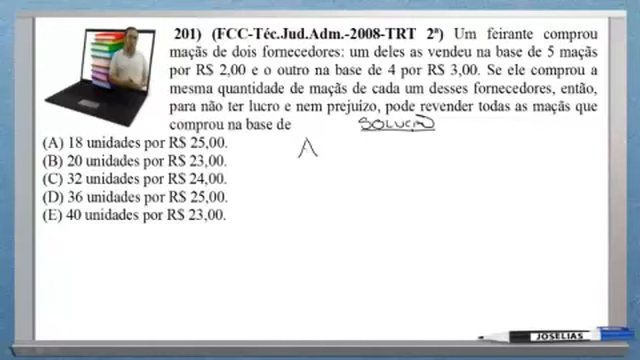 201) (FCC-Téc.Jud.Adm.-2008-TRT 2ª) Um feirante comprou
maçãs de dois fornecedores: um deles as vendeu na base de 5 maçãs
por R$ 2,00 e o outro na base de 4 por R$ 3,00. Se ele comprou a
mesma quantidade de maçãs de cada um desses fornecedores, então,
para não ter lucro e nem prejuízo, pode revender todas as maçãs que
comprou na base de
SOLUÇÃO
(A) 18 unidades por R$ 25,00.
(B) 20 unidades por R$ 23,00.
(C) 32 unidades por R$ 24,00.
(D) 36 unidades por R$ 25,00.
(E) 40 unidades por R$ 23,00.
JOSELIAS